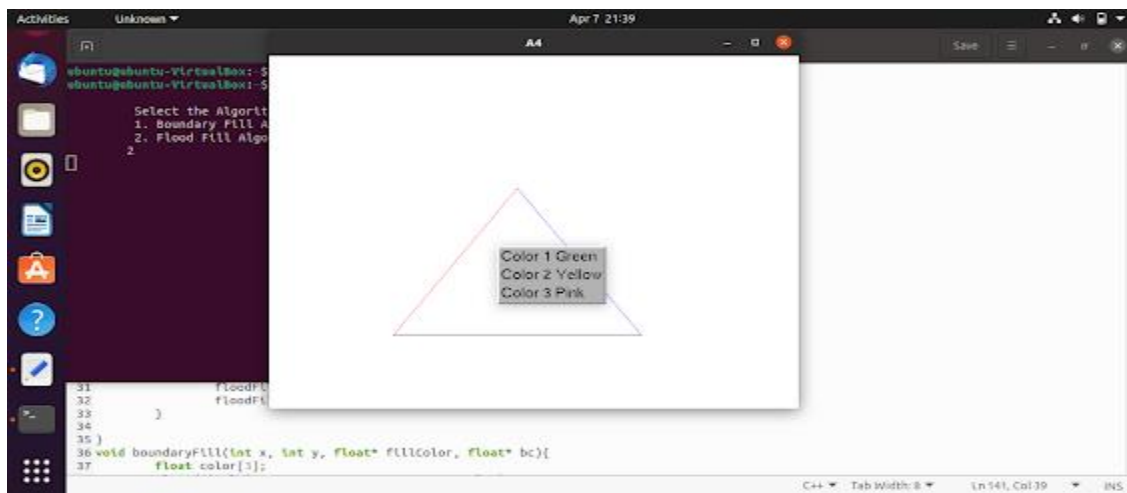 Activities Unknown Apr 7 21:39
A4
Save
ubuntu@ubuntu-VirtualBox:~$
ubuntu@ubuntu-VirtualBox:~$
Select the Algorit
1. Boundary Fill A
2. Flood Fill Algo
2
Color 1 Green
Color 2 Yellow
Color 3 Pink
31 floodFi
32 floodFi
33 }
34
35 }
36 void boundaryFill(int x, int y, float* fillColor, float* bc){
37 float color[3];
C++ Tab Width: 8 Ln 141, Col 39 INS